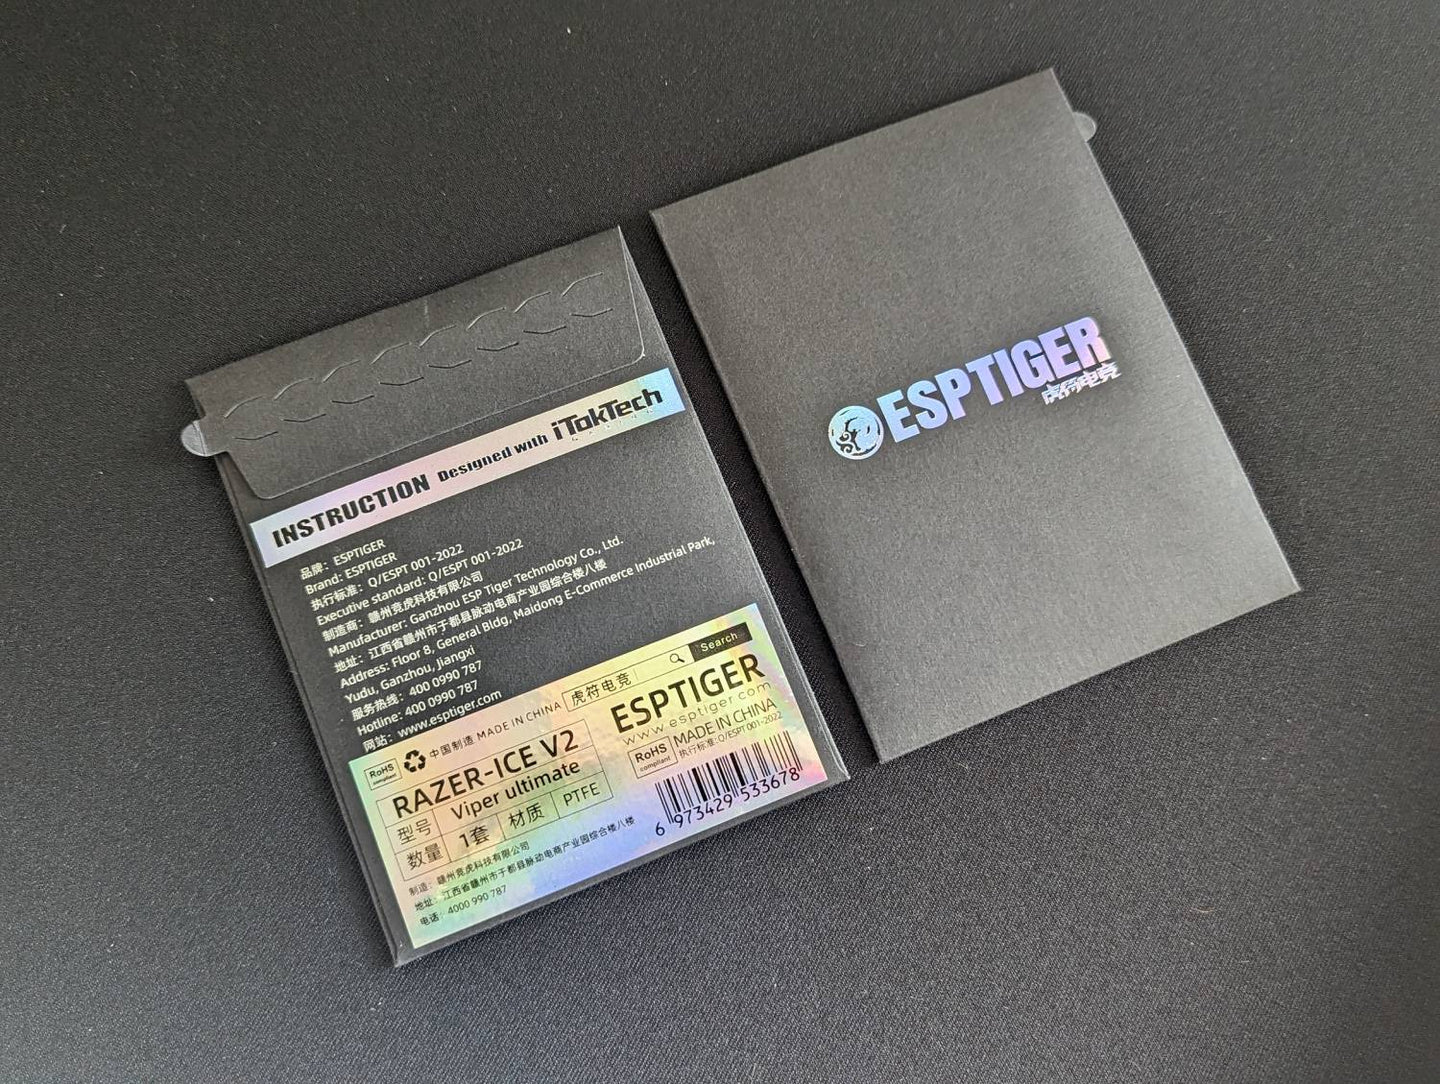 INSTRUCTION Designed with iTokTech
品牌：ESPTIGER
Brand: ESPTIGER
执行标准：Q/ESPT 001-2022
Executive standard: Q/ESPT 001-2022
制造商：赣州竞虎科技有限公司
Manufacturer: Ganzhou ESP Tiger Technology Co., Ltd.
地址：江西省赣州市于都县脉动电商产业园综合楼八楼
Address: Floor 8, General Bldg, Maidong E-Commerce Industrial Park,
Yudu, Ganzhou, Jiangxi
服务热线：400 0990 787
Hotline: 400 0990 787
网站：www.esptiger.com
RoHS
compliant
中国制造 MADE IN CHINA
虎符电竞
Search
RAZER-ICE V2
型号 Viper ultimate
数量 1套 材质 PTFE
制造：赣州竞虎科技有限公司
地址：江西省赣州市于都县脉动电商产业园综合楼八楼
电话：4000 990 787
ESPTIGER
www.esptiger.com
RoHS
compliant
MADE IN CHINA
执行标准:Q/ESPT 001-2022
6 973429 533678
ESPTIGER
虎符电竞